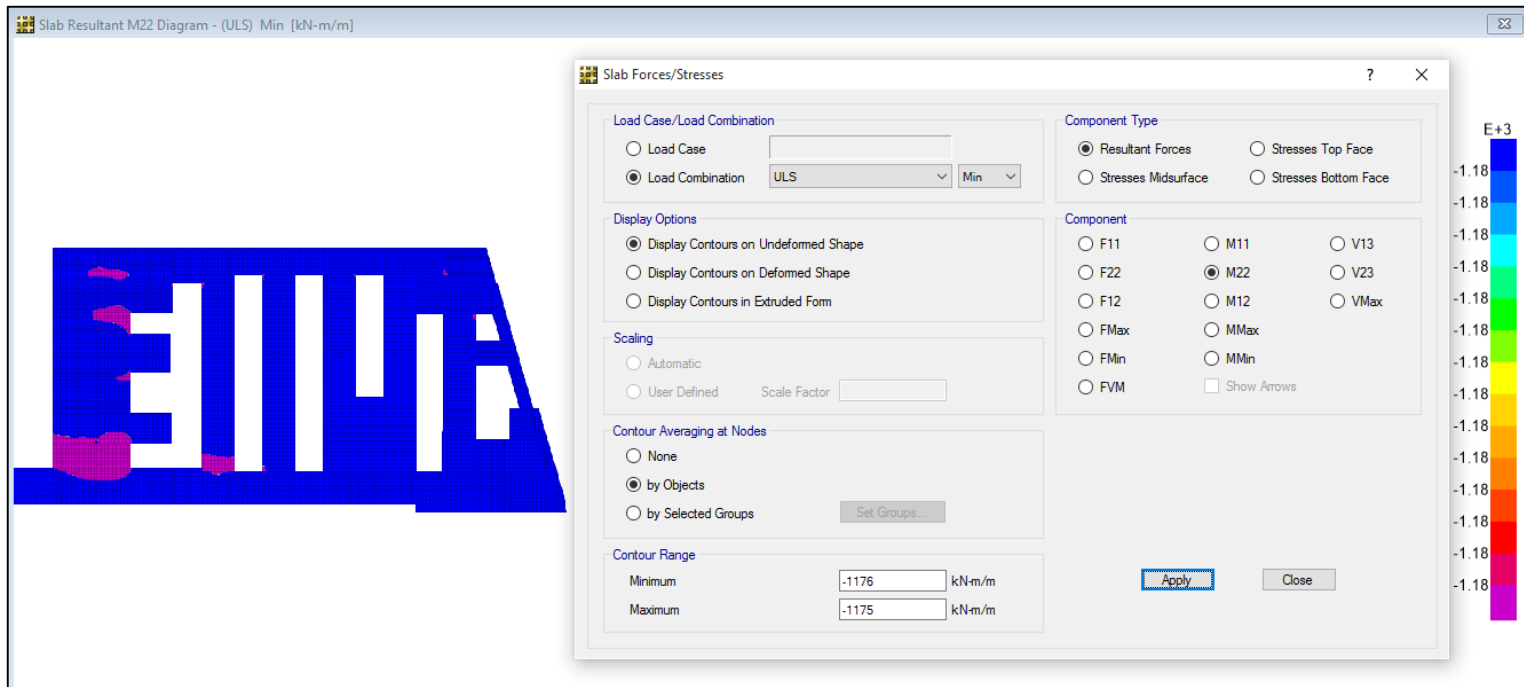 Slab Resultant M22 Diagram - (ULS) Min [kN-m/m]
Slab Forces/Stresses
?
Load Case/Load Combination
Load Case
Load Combination
ULS
Min
Display Options
Display Contours on Undeformed Shape
Display Contours on Deformed Shape
Display Contours in Extruded Form
Scaling
Automatic
User Defined Scale Factor
Contour Averaging at Nodes
None
by Objects
by Selected Groups Set Groups...
Contour Range
Minimum -1176 kN-m/m
Maximum -1175 kN-m/m
Component Type
Resultant Forces Stresses Top Face
Stresses Midsurface Stresses Bottom Face
Component
F11 M11 V13
F22 M22 V23
F12 M12 VMax
FMax MMax
FMin MMin
FVM Show Arrows
Apply Close
E+3
-1.18
-1.18
-1.18
-1.18
-1.18
-1.18
-1.18
-1.18
-1.18
-1.18
-1.18
-1.18
-1.18
-1.18